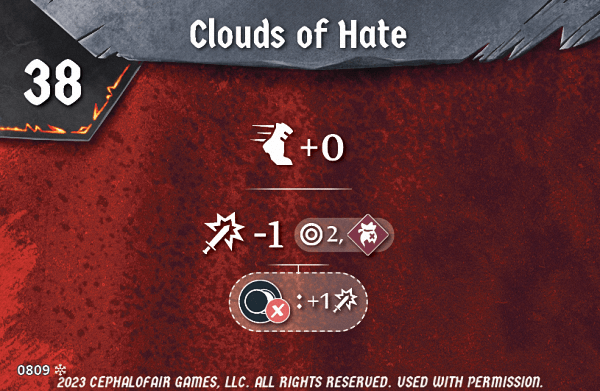 Clouds of Hate
38
+0
-1 2,
: +1
0809
2023 CEPHALOFAIR GAMES, LLC. ALL RIGHTS RESERVED. USED WITH PERMISSION.